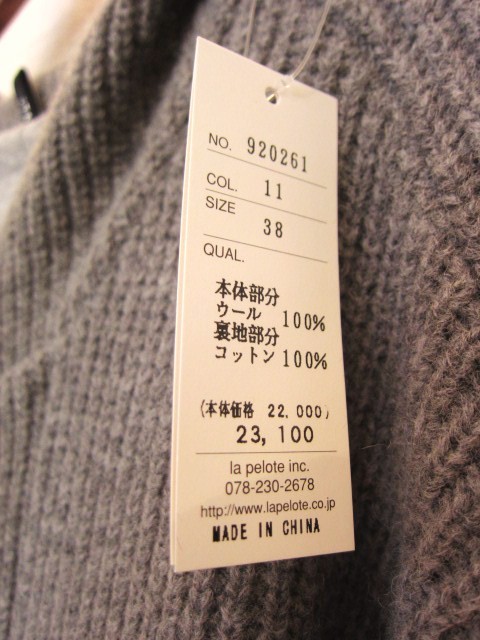 NO. 920261
COL. 11
SIZE 38
QUAL.
本体部分
ウール 100%
裏地部分
コットン 100%
(本体価格 22,000)
23,100
la pelote inc.
078-230-2678
http://www.lapelote.co.jp
MADE IN CHINA